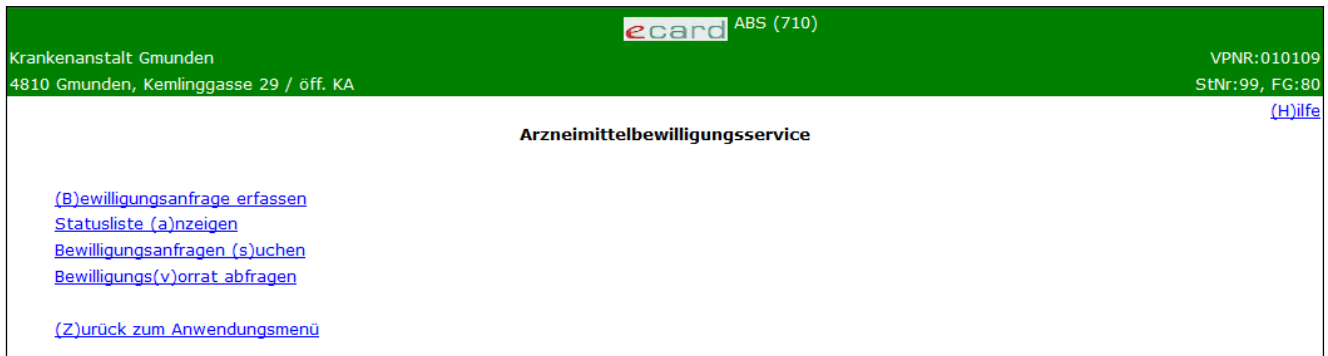 ecard ABS (710)
Krankenanstalt Gmunden VPNR:010109
4810 Gmunden, Kemlinggasse 29 / öff. KA StNr:99, FG:80
(H)ilfe
Arzneimittelbewilligungsservice
(B)ewilligungsanfrage erfassen
Statusliste (a)nzeigen
Bewilligungsanfragen (s)uchen
Bewilligungs(v)orrat abfragen
(Z)urück zum Anwendungsmenü